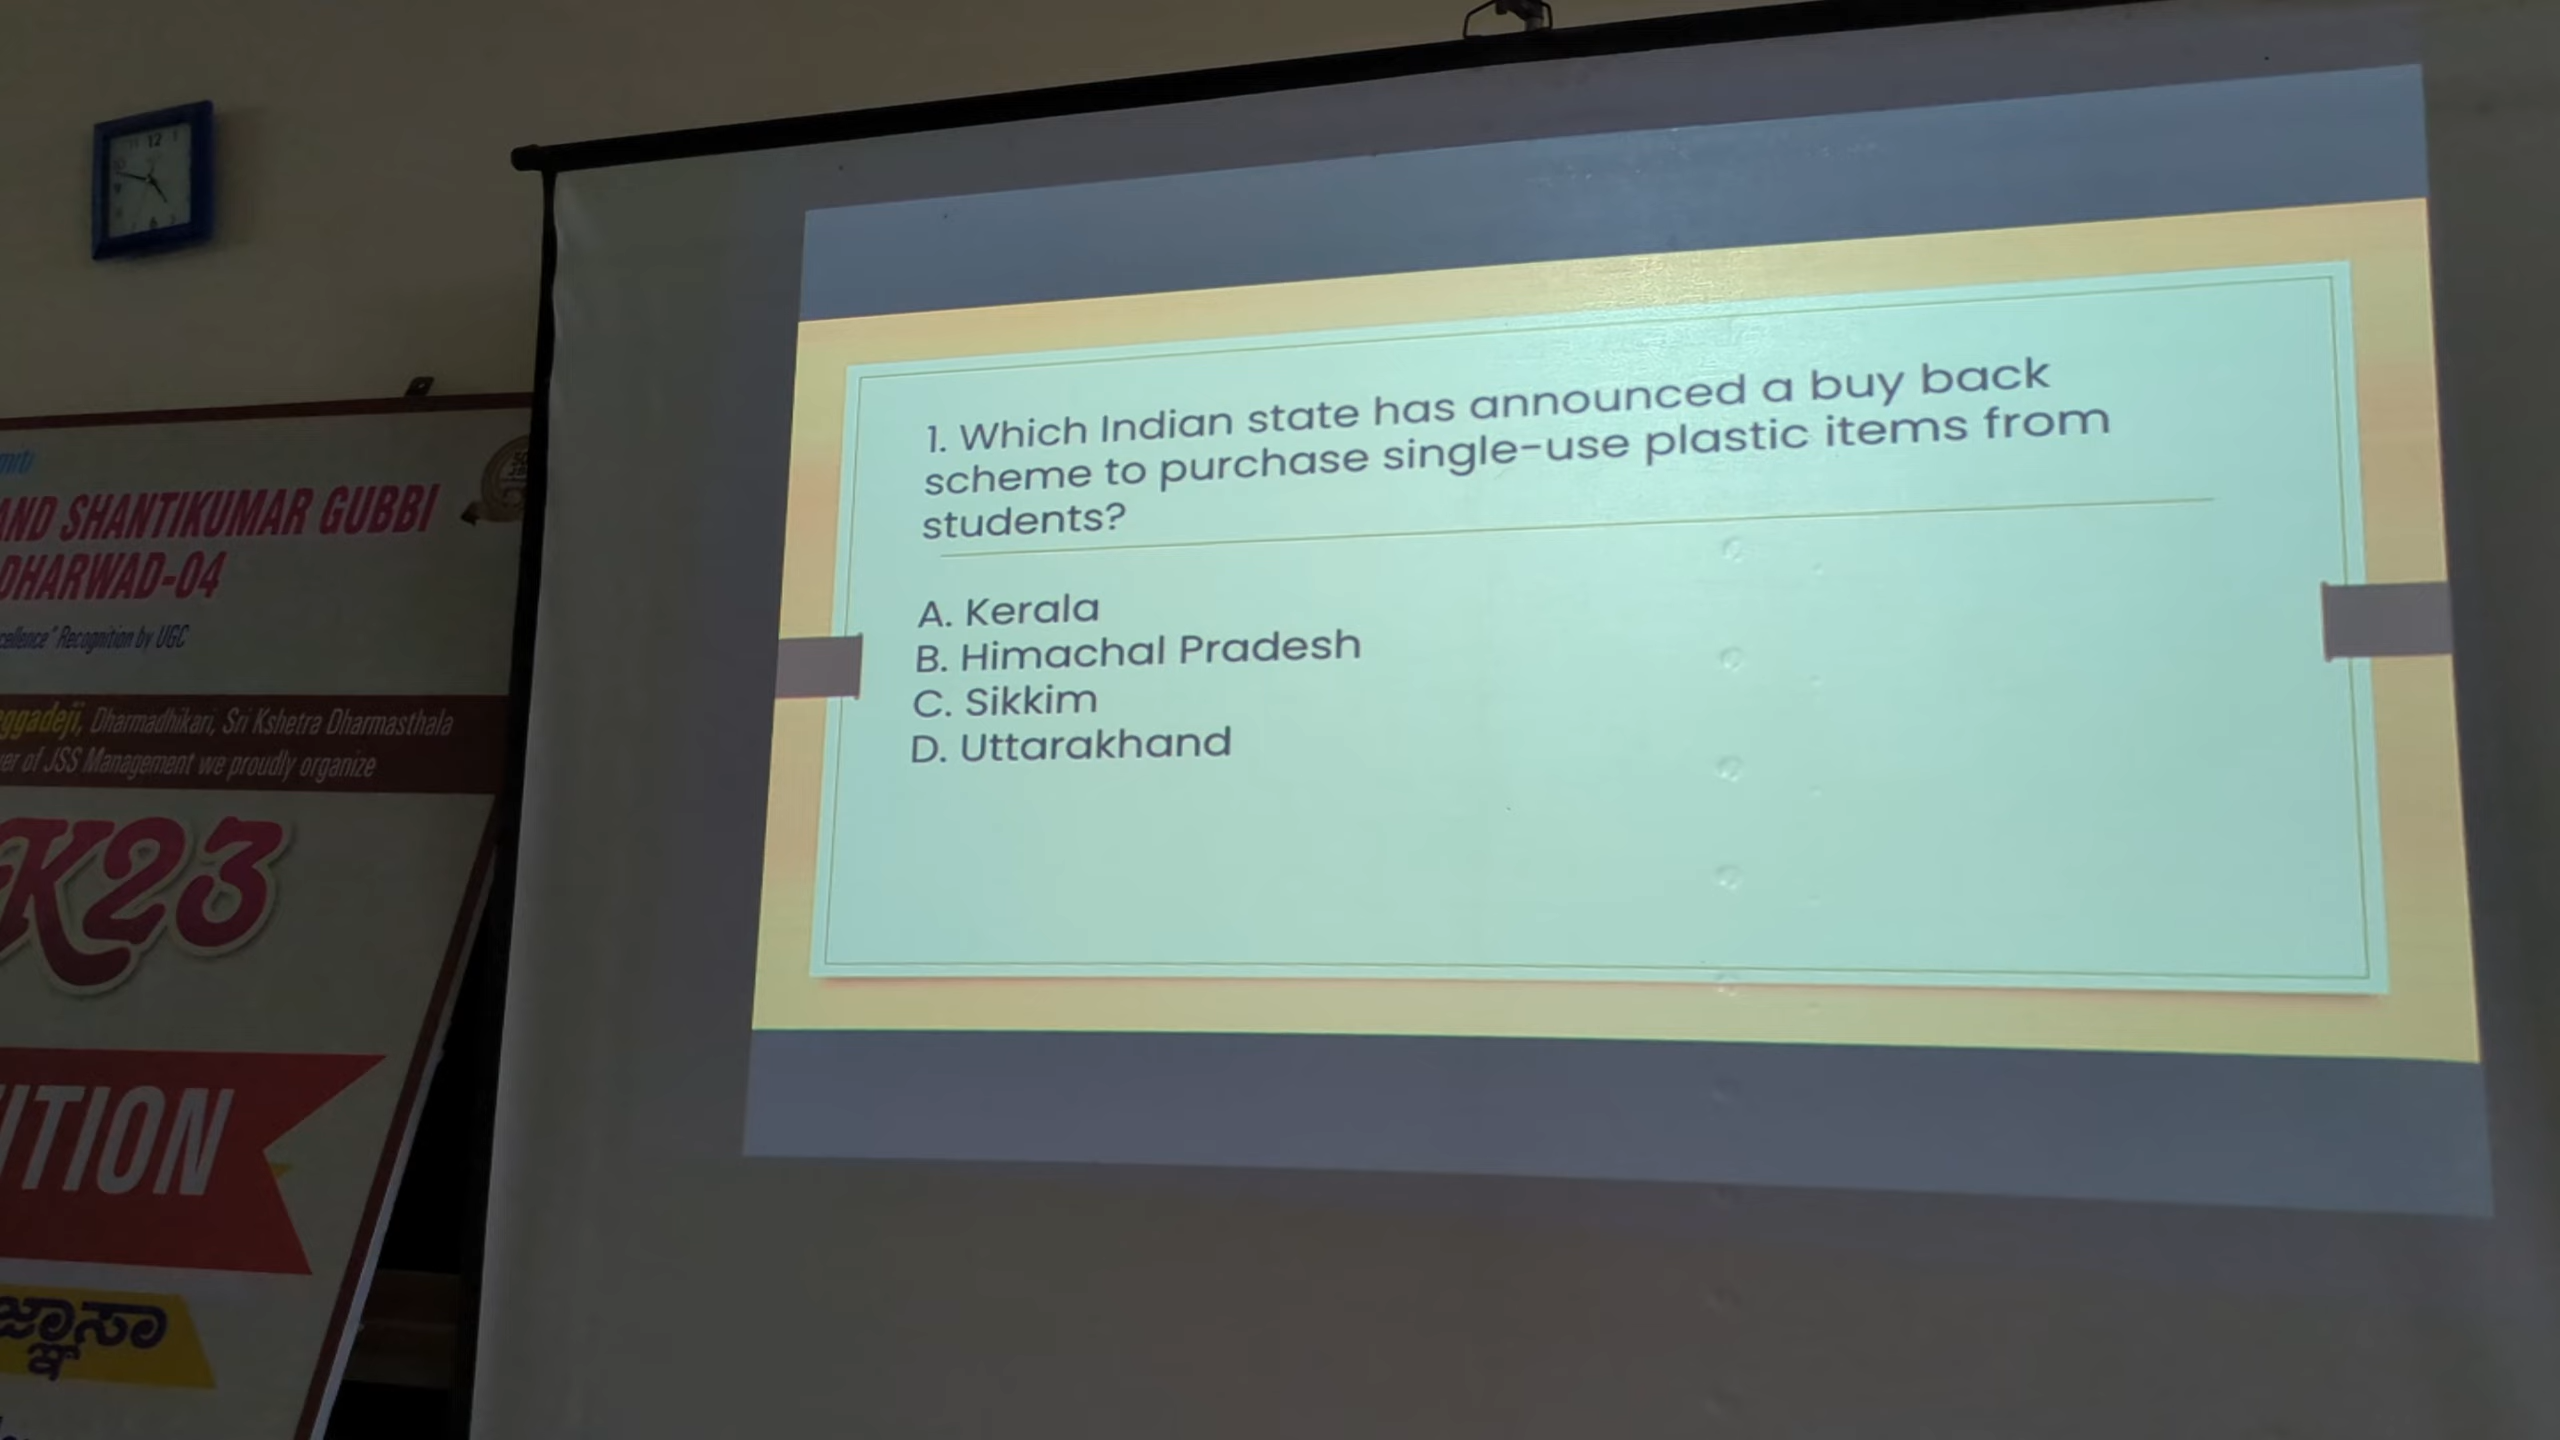 12
AND SHANTIKUMAR GUBBI
DHARWAD-04
Recognition by UGC
Dharmadhikari, Sri Kshetra Dharmasthala
of JSS Management we proudly organize
K23
ITION
1. Which Indian state has announced a buy back
scheme to purchase single-use plastic items from
students?
A. Kerala
B. Himachal Pradesh
C. Sikkim
D. Uttarakhand